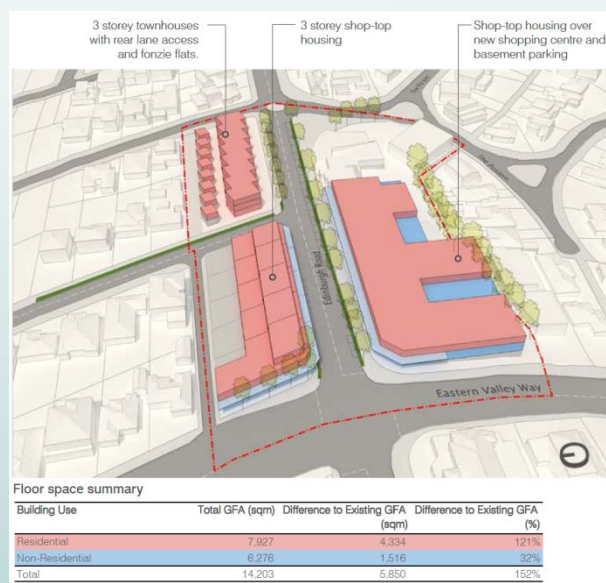 3 storey townhouses
with rear lane access
and fonzie flats.
3 storey shop-top
housing
Shop-top housing over
new shopping centre and
basement parking
Edinburgh Road
Eastern Valley Way
Floor space summary
Building Use Total GFA (sqm) Difference to Existing GFA (sqm) Difference to Existing GFA (%)
Residential 7,927 4,334 121%
Non-Residential 6,276 1,516 32%
Total 14,203 5,850 152%